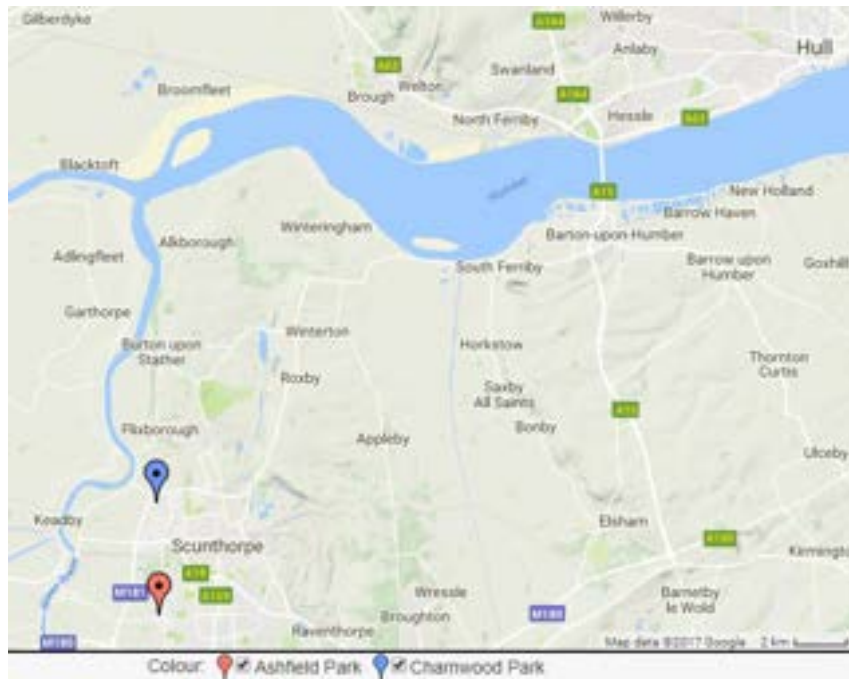 Gilberdyke
A164
Willerby
Anlaby
Hull
A63
Welton
Swanland
Broomfleet
Brough
A164
North Ferriby
Hessle
A63
Blacktoft
A15
New Holland
Barrow Haven
Winteringham
Alkborough
Barton-upon-Humber
Adlingfleet
South Ferriby
Barrow upon
Humber
Goxhill
Garthorpe
Winterton
Burton upon
Stather
Horkstow
Thornton
Curtis
Roxby
Saxby
All Saints
A15
Flixborough
Appleby
Bonby
Ulceby
Keadby
Elsham
Scunthorpe
A180
Kirmington
A18
M181
A1029
Wressle
Barnetby
le Wold
Broughton
M180
Raventhorpe
M180
Map data ©2017 Google
2 km
Colour: Ashfield Park Charnwood Park